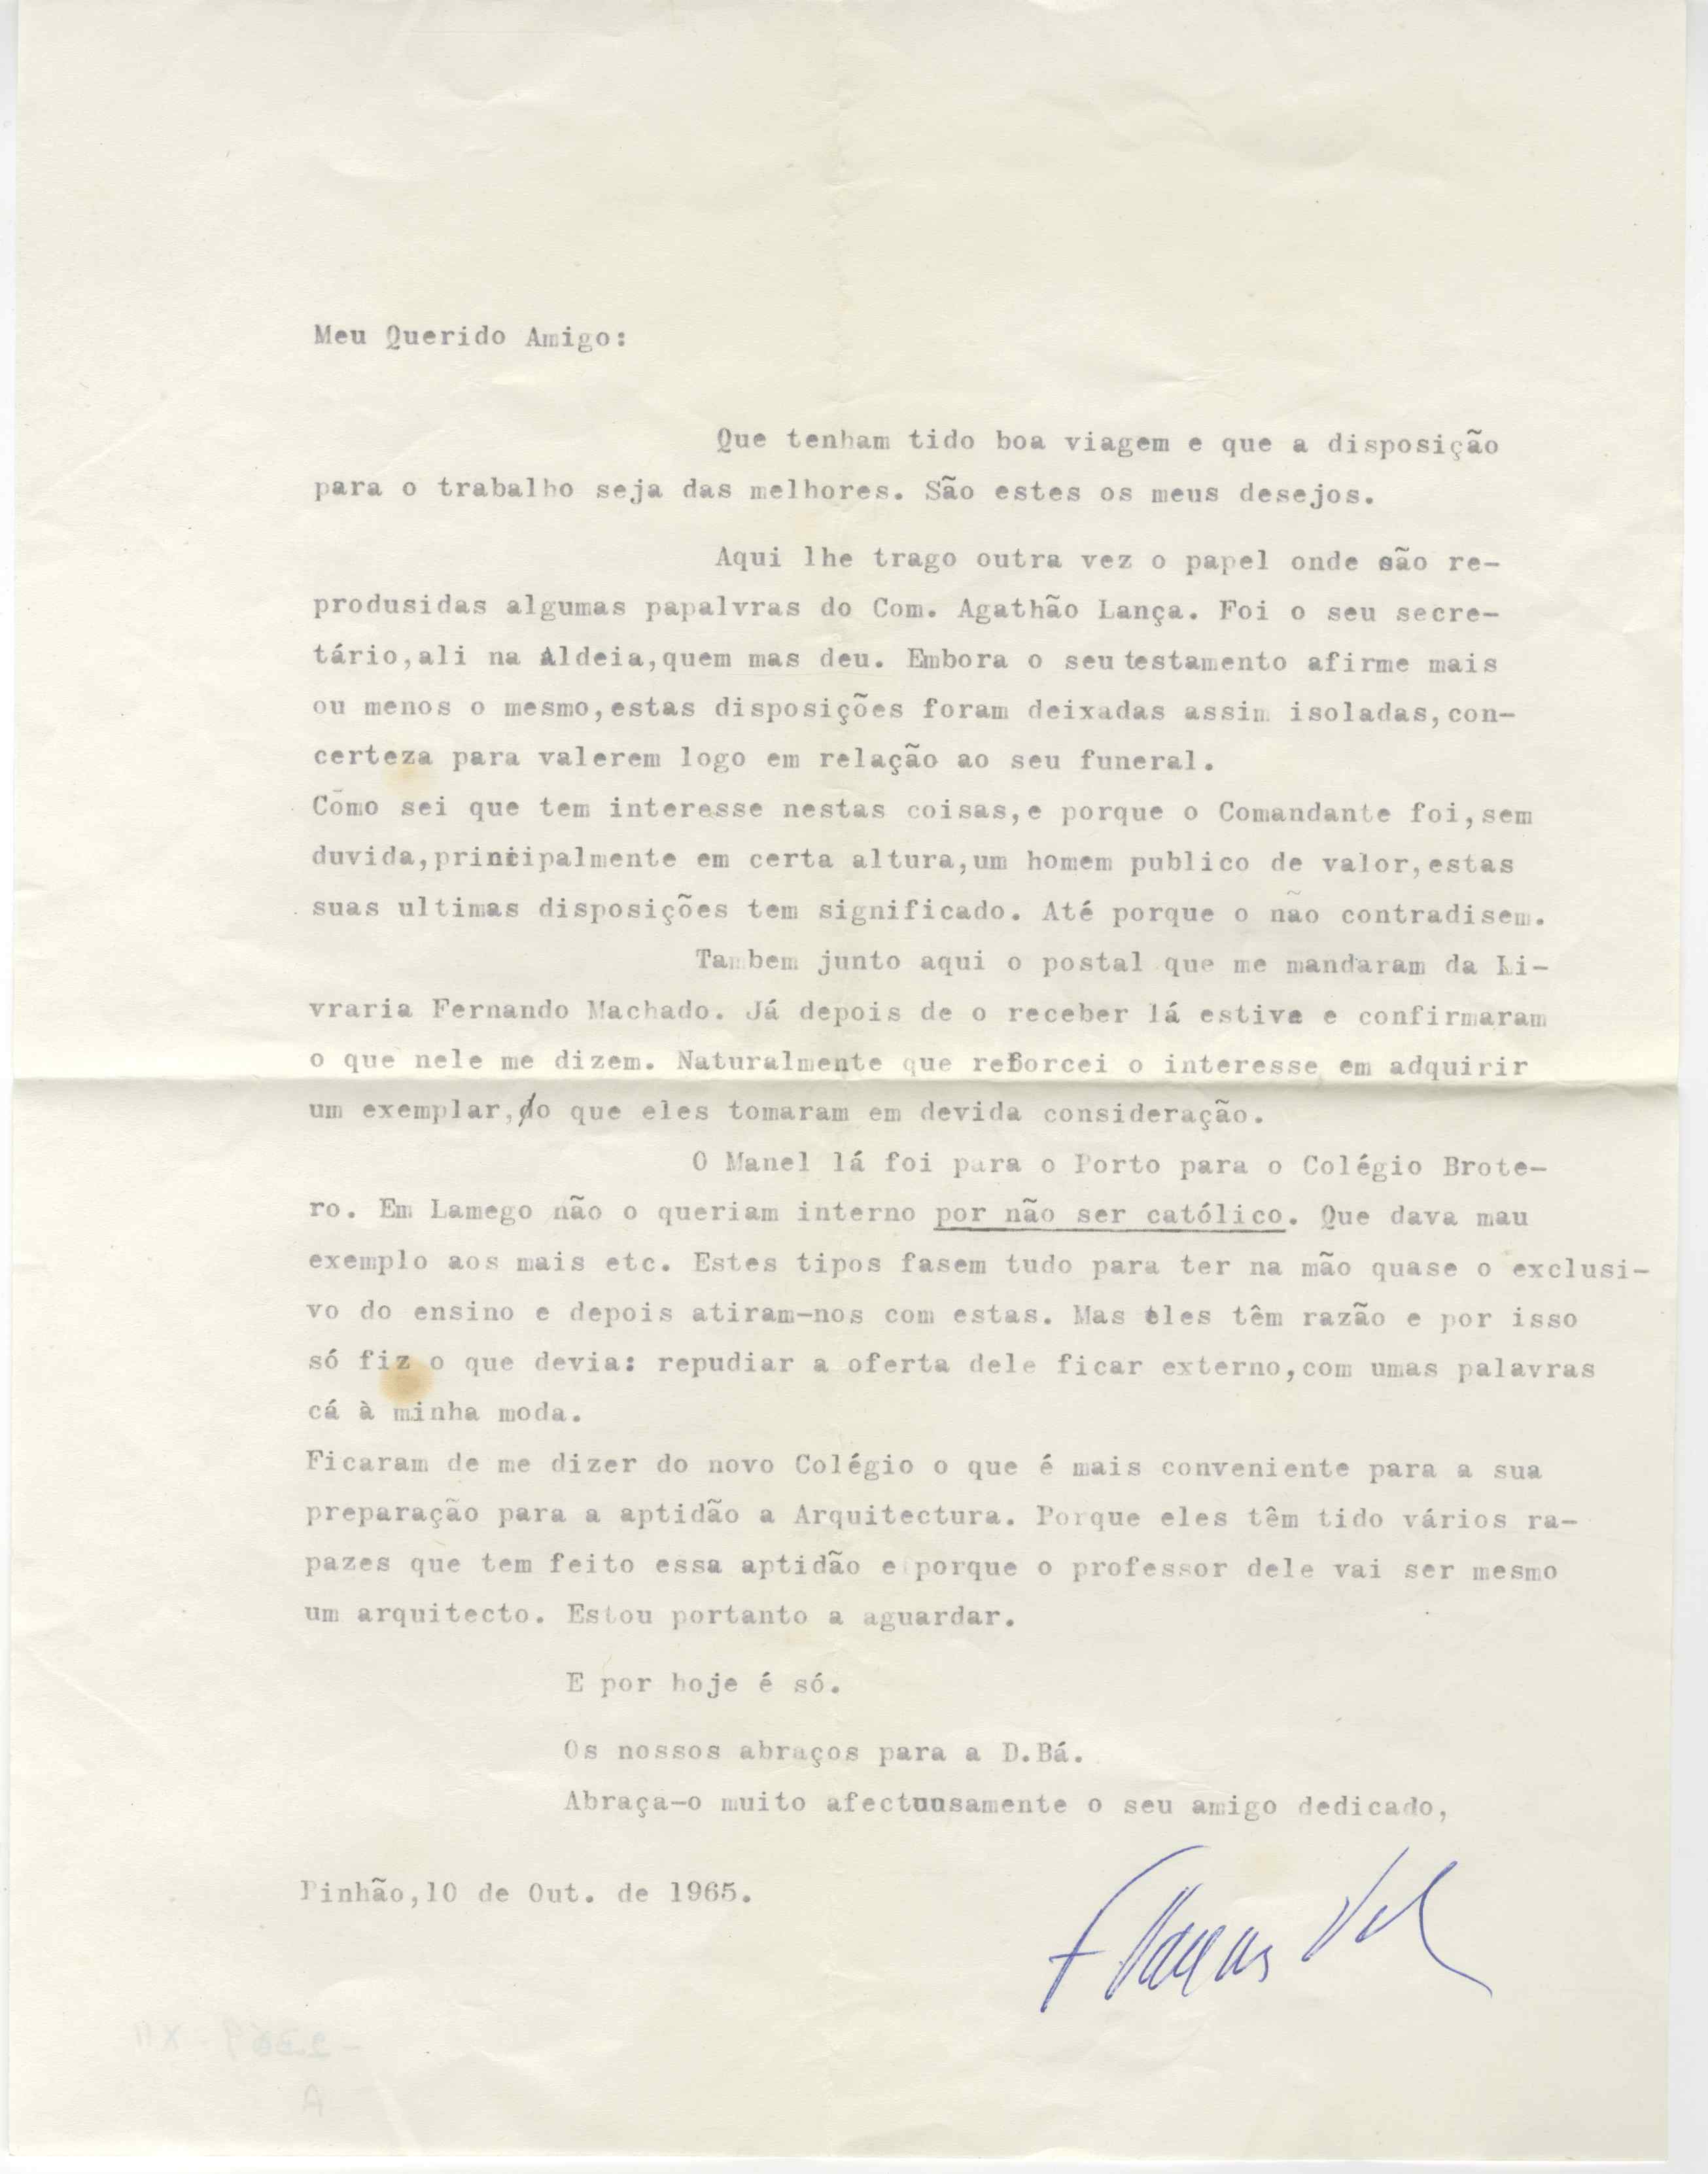 Meu Querido Amigo:
Que tenham tido boa viagem e que a disposição
para o trabalho seja das melhores. São estes os meus desejos.
Aqui lhe trago outra vez o papel onde são re-
produsidas algumas papalvras do Com. Agathão Lança. Foi o seu secre-
tário,ali na Aldeia,quem mas deu. Embora o seu testamento afirme mais
ou menos o mesmo,estas disposições foram deixadas assim isoladas,con-
certeza para valerem logo em relação ao seu funeral.
Como sei que tem interesse nestas coisas,e porque o Comandante foi,sem
duvida,principalmente em certa altura,um homem publico de valor,estas
suas ultimas disposições tem significado. Até porque o não contradisem.
Tambem junto aqui o postal que me mandaram da Li-
vraria Fernando Machado. Já depois de o receber lá estive e confirmaram
o que nele me dizem. Naturalmente que reforcei o interesse em adquirir
um exemplar,o que eles tomaram em devida consideração.
O Manel lá foi para o Porto para o Colégio Brote-
ro. Em Lamego não o queriam interno por não ser católico. Que dava mau
exemplo aos mais etc. Estes tipos fasem tudo para ter na mão quase o exclusi-
vo do ensino e depois atiram-nos com estas. Mas eles têm razão e por isso
só fiz o que devia: repudiar a oferta dele ficar externo,com umas palavras
cá à minha moda.
Ficaram de me dizer do novo Colégio o que é mais conveniente para a sua
preparação para a aptidão a Arquitectura. Porque eles têm tido vários ra-
pazes que tem feito essa aptidão e porque o professor dele vai ser mesmo
um arquitecto. Estou portanto a aguardar.
E por hoje é só.
Os nossos abraços para a D.Bá.
Abraça-o muito afectuusamente o seu amigo dedicado,
Pinhão,10 de Out. de 1965.